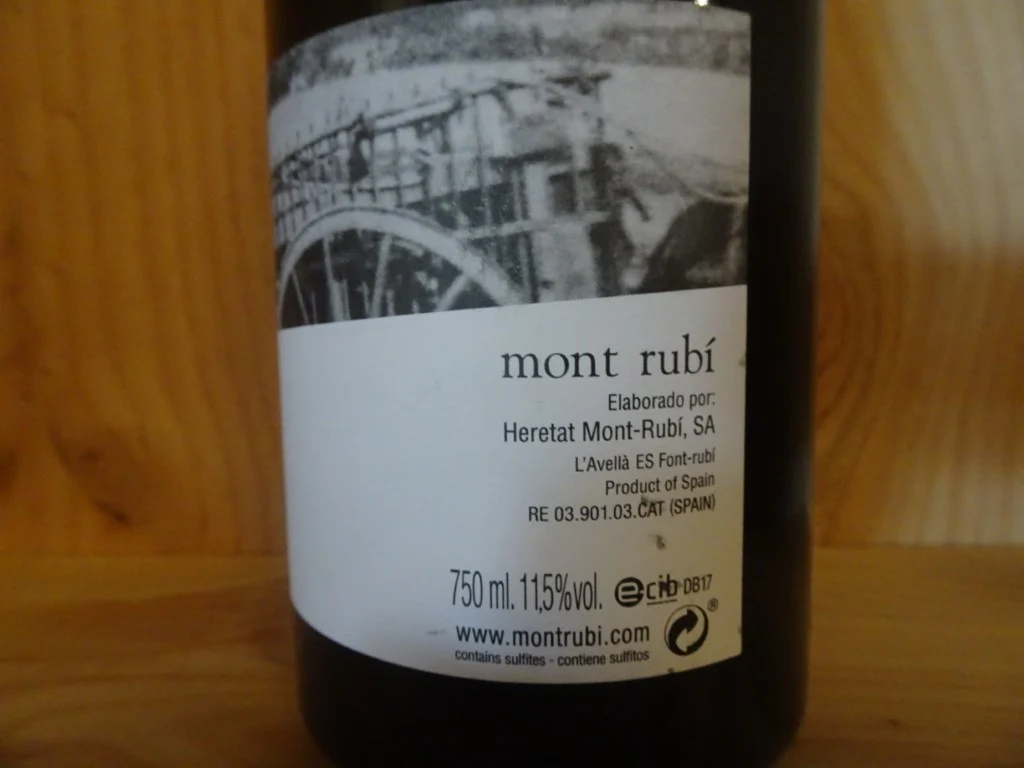 mont rubí
Elaborado por:
Heretat Mont-Rubí, SA
L'Avellà ES Font-rubí
Product of Spain
RE 03.901.03.CAT (SPAIN)
750 ml. 11,5%vol. e cib DB17
www.montrubi.com ®
contains sulfites - contiene sulfitos